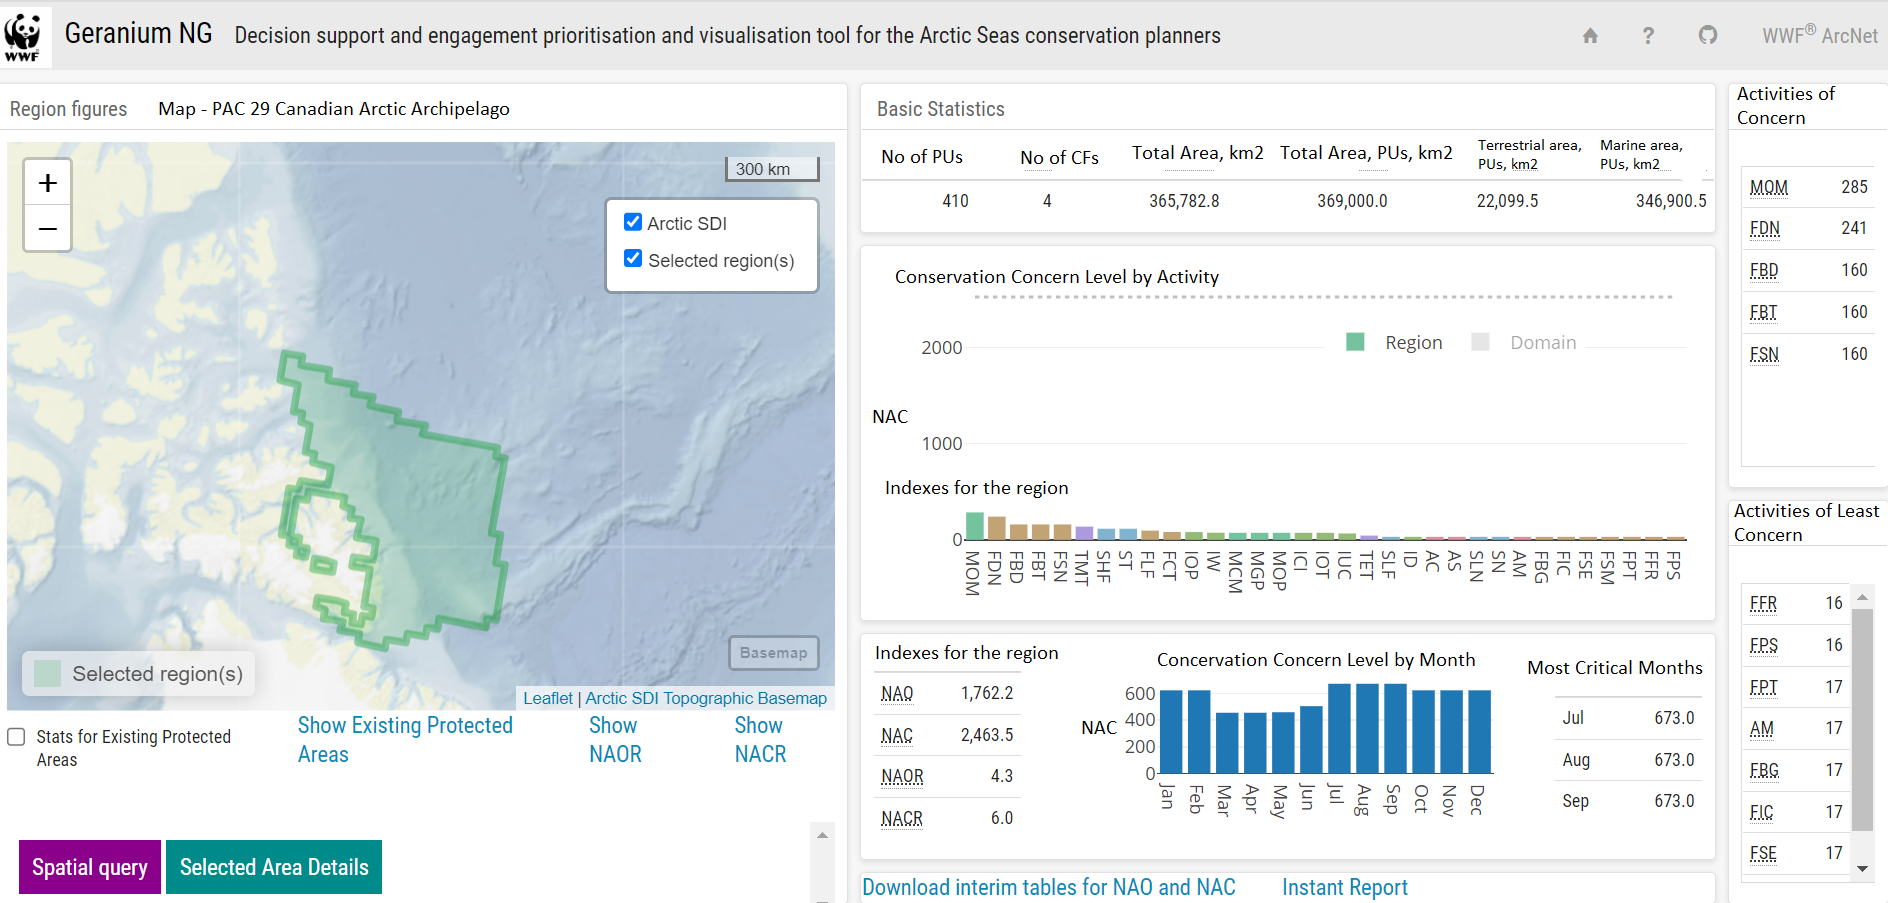 WWF
Geranium NG
Decision support and engagement prioritisation and visualisation tool for the Arctic Seas conservation planners
?
WWF® ArcNet
Region figures
Map - PAC 29 Canadian Arctic Archipelago
+
−
300 km
Arctic SDI
Selected region(s)
Selected region(s)
Basemap
Leaflet | Arctic SDI Topographic Basemap
Stats for Existing Protected
Areas
Show Existing Protected
Areas
Show
NAOR
Show
NACR
Spatial query
Selected Area Details
Basic Statistics
No of PUs No of CFs Total Area, km2 Total Area, PUs, km2 Terrestrial area, PUs, km2 Marine area, PUs, km2
410 4 365,782.8 369,000.0 22,099.5 346,900.5
Conservation Concern Level by Activity
Region Domain
2000
NAC
1000
Indexes for the region
0
MOM FDN FBD FBT FSN TMT SHF ST FLF FCT IOP IW MCM MGP MOP ICI IOT IUC TET SLF ID AC AS SLN SN AM FBG FIC FSE FSM FPT FFR FPS
Indexes for the region
NAO 1,762.2
NAC 2,463.5
NAOR 4.3
NACR 6.0
Concervation Concern Level by Month
NAC
600
400
200
0
Jan Feb Mar Apr May Jun Jul Aug Sep Oct Nov Dec
Most Critical Months
Jul 673.0
Aug 673.0
Sep 673.0
Download interim tables for NAO and NAC
Instant Report
Activities of
Concern
MOM 285
FDN 241
FBD 160
FBT 160
FSN 160
Activities of Least
Concern
FFR 16
FPS 16
FPT 17
AM 17
FBG 17
FIC 17
FSE 17